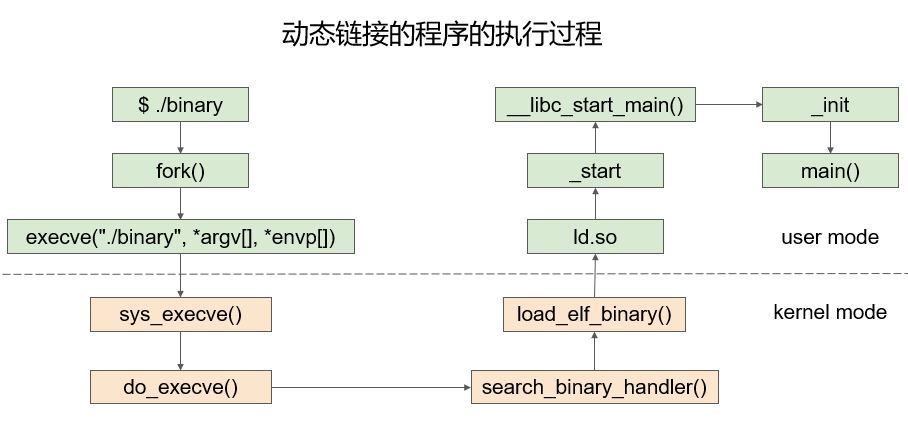 动态链接的程序的执行过程
$ ./binary
fork()
execve("./binary", *argv[], *envp[])
sys_execve()
do_execve()
search_binary_handler()
load_elf_binary()
ld.so
_start
__libc_start_main()
_init
main()
user mode
kernel mode